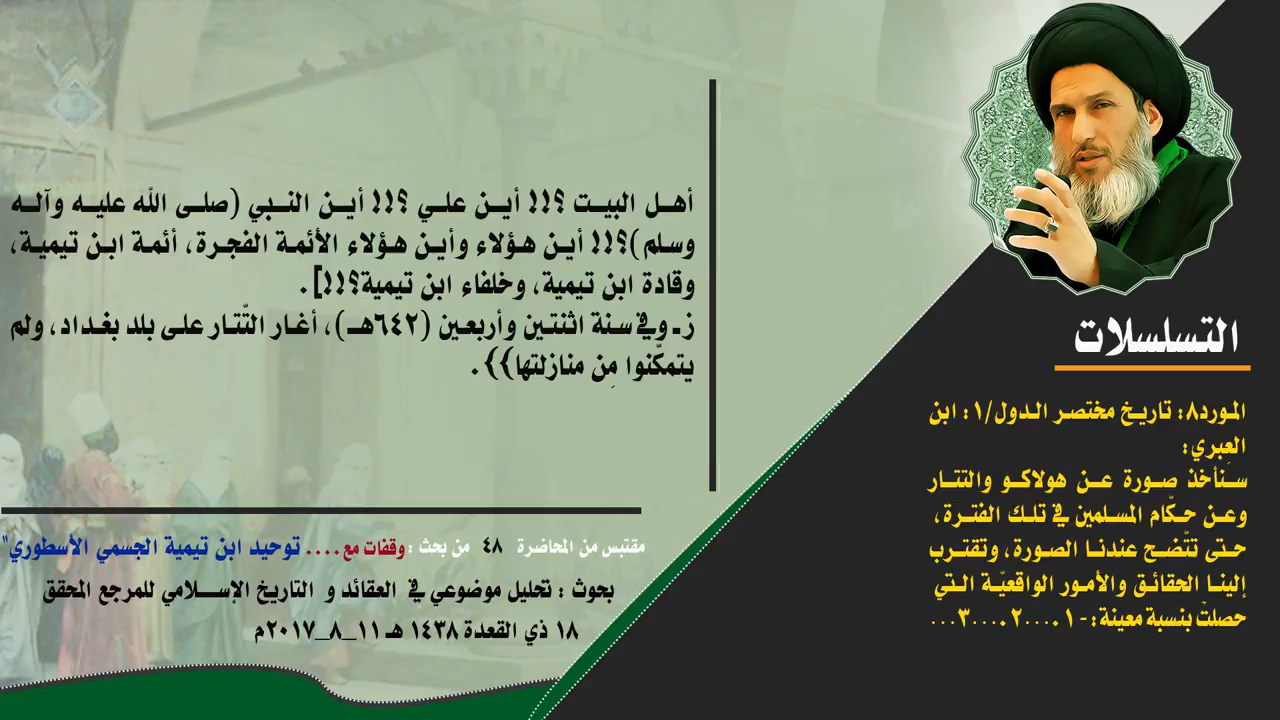 التسلسلات
المورد٨: تاريخ مختصر الدول/١: ابن
العبري:
سنأخذ صورة عن هولاكو والتتار
وعن حكّام المسلمين في تلك الفترة،
حتى تتّضح عندنا الصورة، وتقترب
إلينا الحقائق والأمور الواقعيّة التي
حصلتْ بنسبة معينة:- ١ .٠٠٠٢ .٠٠٠٣ ...
أهل البيت ؟!! أين علي ؟!! أين النبي (صلى الله عليه وآله
وسلم)؟!! أين هؤلاء وأين هؤلاء الأئمة الفجرة، أئمة ابن تيمية،
وقادة ابن تيمية، وخلفاء ابن تيمية؟!!].
ز ـ وفي سنة اثنتين وأربعين (٦٤٢هـ)، أغار التّتار على بلد بغداد، ولم
يتمكّنوا مِن منازلتها}}.
مقتبس من المحاضرة ٤٨ من بحث : وقفات مع .... توحيد ابن تيمية الجسمي الأسطوري"
بحوث : تحليل موضوعي في العقائد و التاريخ الإسلامي للمرجع المحقق
١٨ ذي القعدة ١٤٣٨ هـ ١١_٨_٢٠١٧م